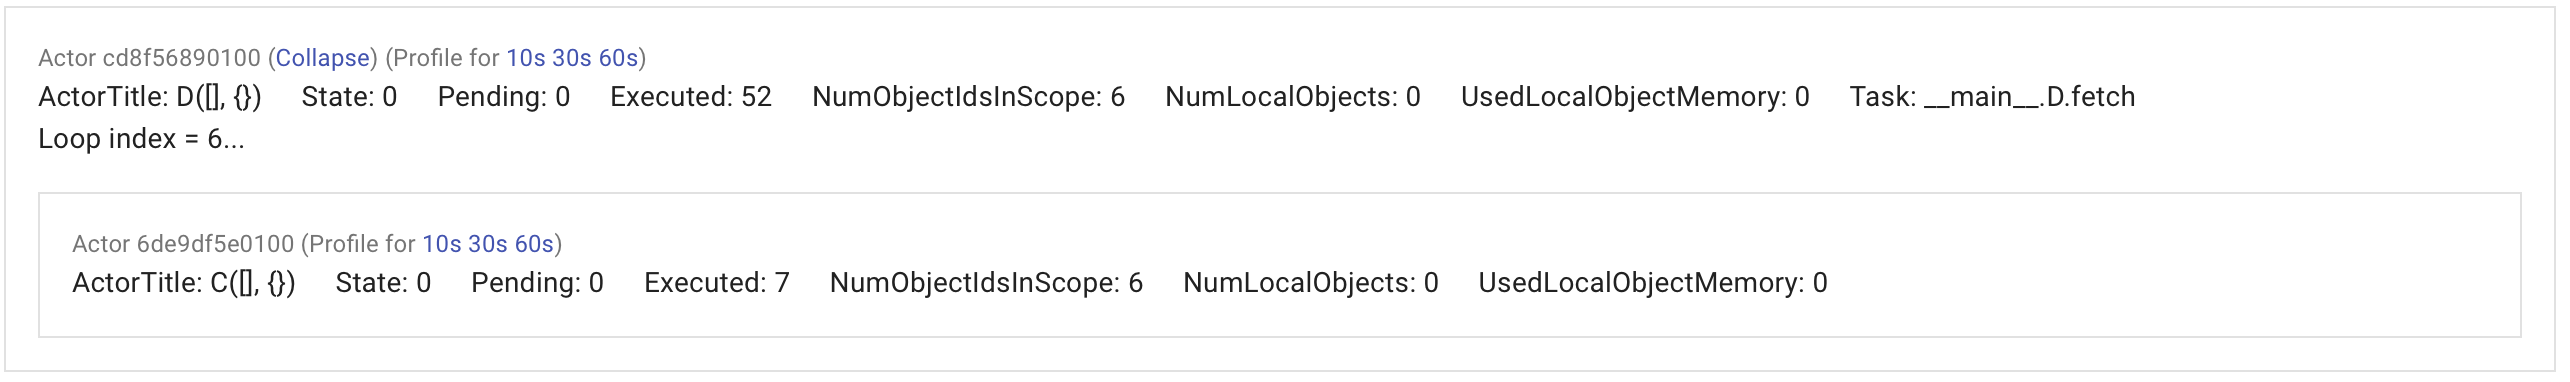 Actor cd8f56890100 (Collapse) (Profile for 10s 30s 60s)
ActorTitle: D([], {}) State: 0 Pending: 0 Executed: 52 NumObjectIdsInScope: 6 NumLocalObjects: 0 UsedLocalObjectMemory: 0 Task: __main__.D.fetch
Loop index = 6...
Actor 6de9df5e0100 (Profile for 10s 30s 60s)
ActorTitle: C([], {}) State: 0 Pending: 0 Executed: 7 NumObjectIdsInScope: 6 NumLocalObjects: 0 UsedLocalObjectMemory: 0